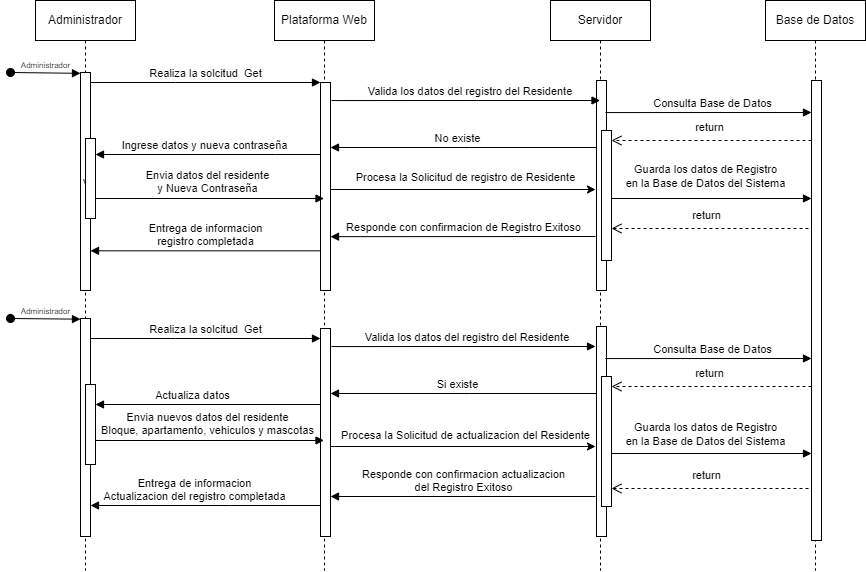 Administrador
Plataforma Web
Servidor
Base de Datos
Administrador
Realiza la solcitud Get
Valida los datos del registro del Residente
Consulta Base de Datos
return
No existe
Ingrese datos y nueva contraseña
Envia datos del residente
y Nueva Contraseña
Procesa la Solicitud de registro de Residente
Guarda los datos de Registro
en la Base de Datos del Sistema
return
Responde con confirmacion de Registro Exitoso
Entrega de informacion
registro completada
Administrador
Realiza la solcitud Get
Valida los datos del registro del Residente
Consulta Base de Datos
return
Si existe
Actualiza datos
Envia nuevos datos del residente
Bloque, apartamento, vehiculos y mascotas
Procesa la Solicitud de actualizacion del Residente
Guarda los datos de Registro
en la Base de Datos del Sistema
return
Responde con confirmacion actualizacion
del Registro Exitoso
Entrega de informacion
Actualizacion del registro completada